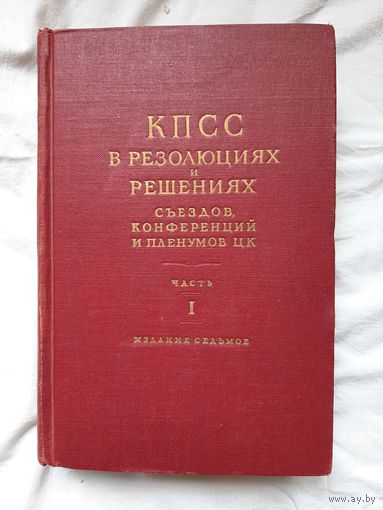 КПСС
В РЕЗОЛЮЦИЯХ
И
РЕШЕНИЯХ
СЪЕЗДОВ,
КОНФЕРЕНЦИЙ
И ПЛЕНУМОВ ЦК
ЧАСТЬ
I
ИЗДАНИЕ СЕДЬМОЕ
www.ay.by